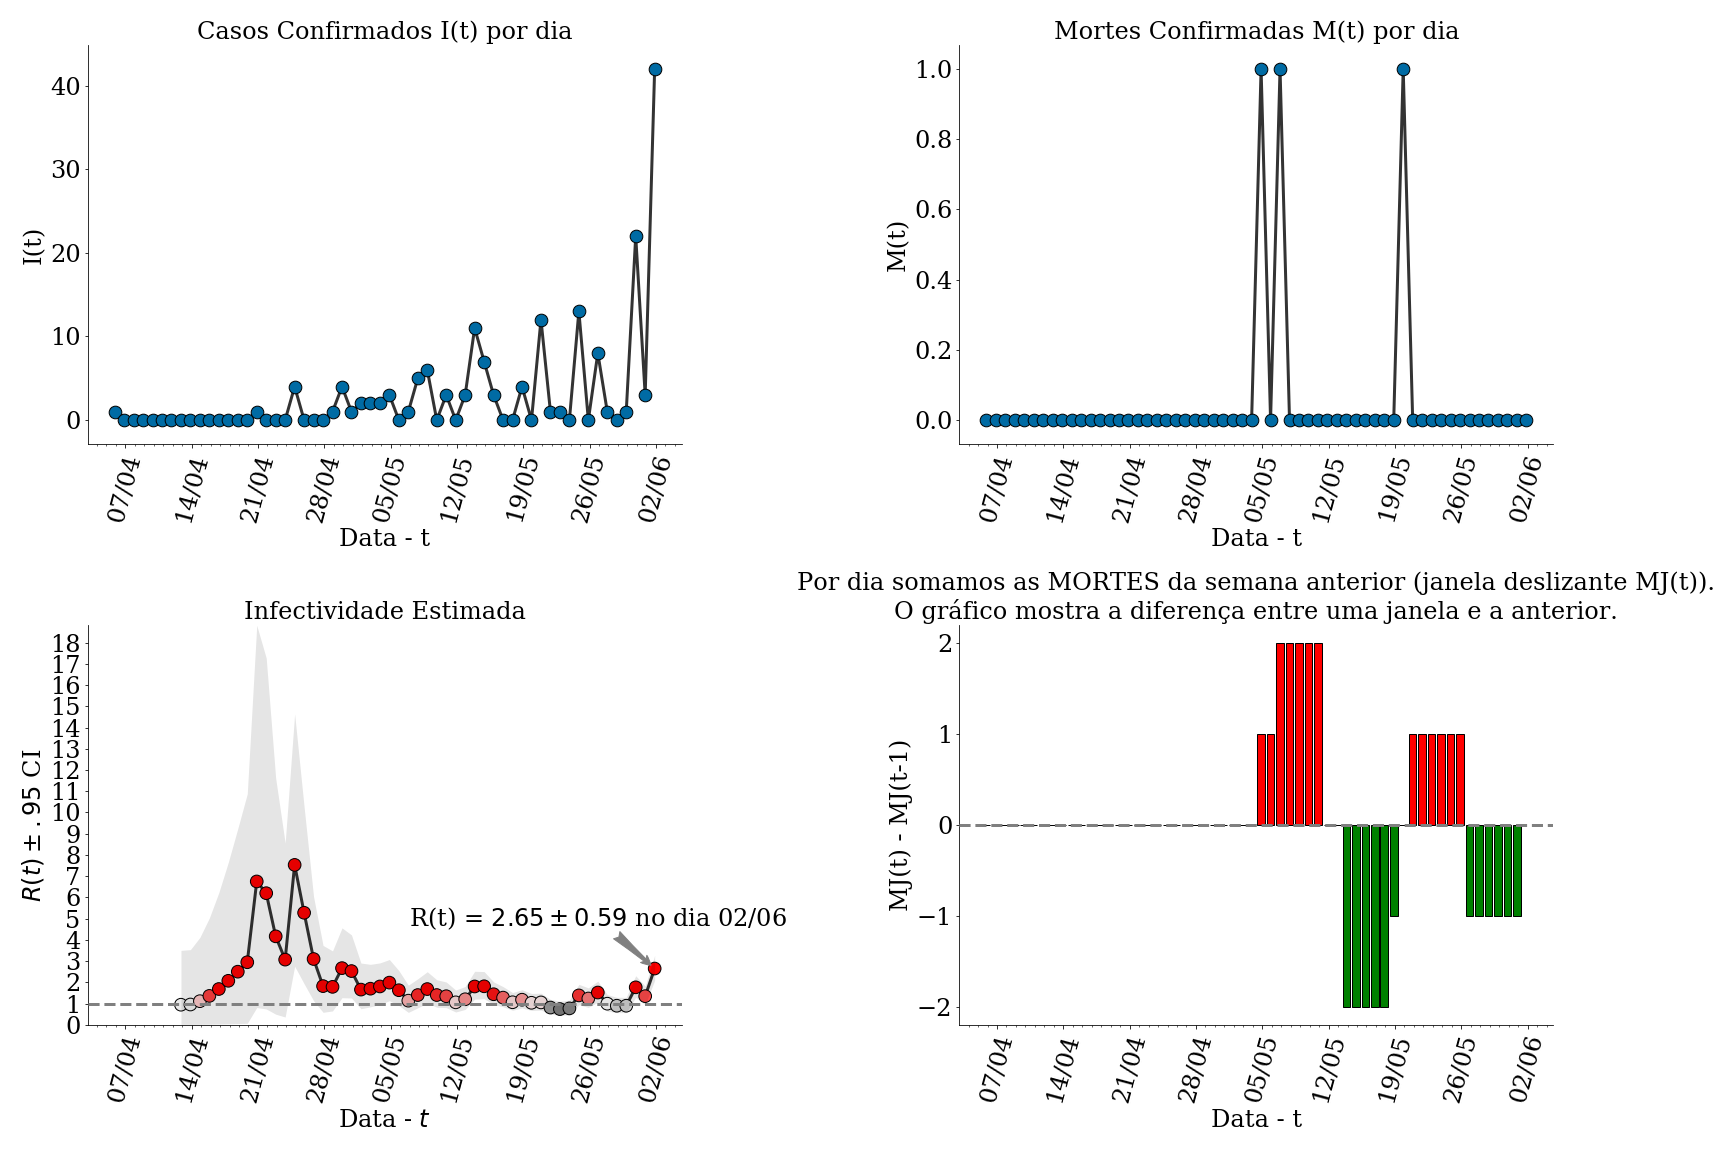 Casos Confirmados I(t) por dia
I(t)
40
30
20
10
0
07/04 14/04 21/04 28/04 05/05 12/05 19/05 26/05 02/06
Data - t
Mortes Confirmadas M(t) por dia
M(t)
1.0
0.8
0.6
0.4
0.2
0.0
07/04 14/04 21/04 28/04 05/05 12/05 19/05 26/05 02/06
Data - t
Infectividade Estimada
R(t) ± .95 CI
18
17
16
15
14
13
12
11
10
9
8
7
6
5
4
3
2
1
0
R(t) = 2.65 ± 0.59 no dia 02/06
07/04 14/04 21/04 28/04 05/05 12/05 19/05 26/05 02/06
Data - t
Por dia somamos as MORTES da semana anterior (janela deslizante MJ(t)).
O gráfico mostra a diferença entre uma janela e a anterior.
MJ(t) - MJ(t-1)
2
1
0
−1
−2
07/04 14/04 21/04 28/04 05/05 12/05 19/05 26/05 02/06
Data - t